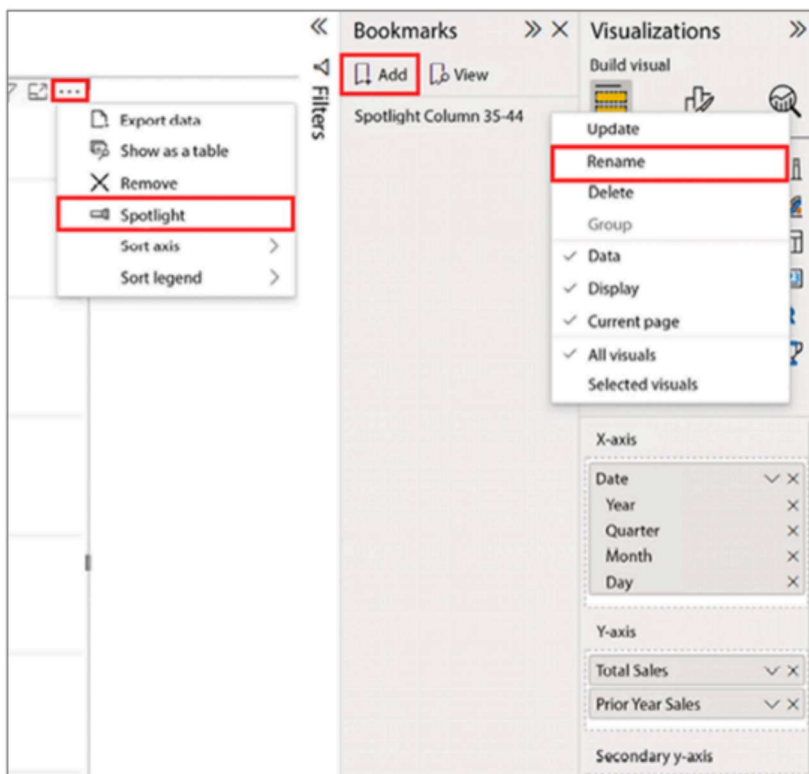 Export data
Show as a table
Remove
Spotlight
Sort axis
Sort legend
Filters
Bookmarks
Add
View
Spotlight Column 35-44
Visualizations
Build visual
Update
Rename
Delete
Group
Data
Display
Current page
All visuals
Selected visuals
X-axis
Date
Year
Quarter
Month
Day
Y-axis
Total Sales
Prior Year Sales
Secondary y-axis